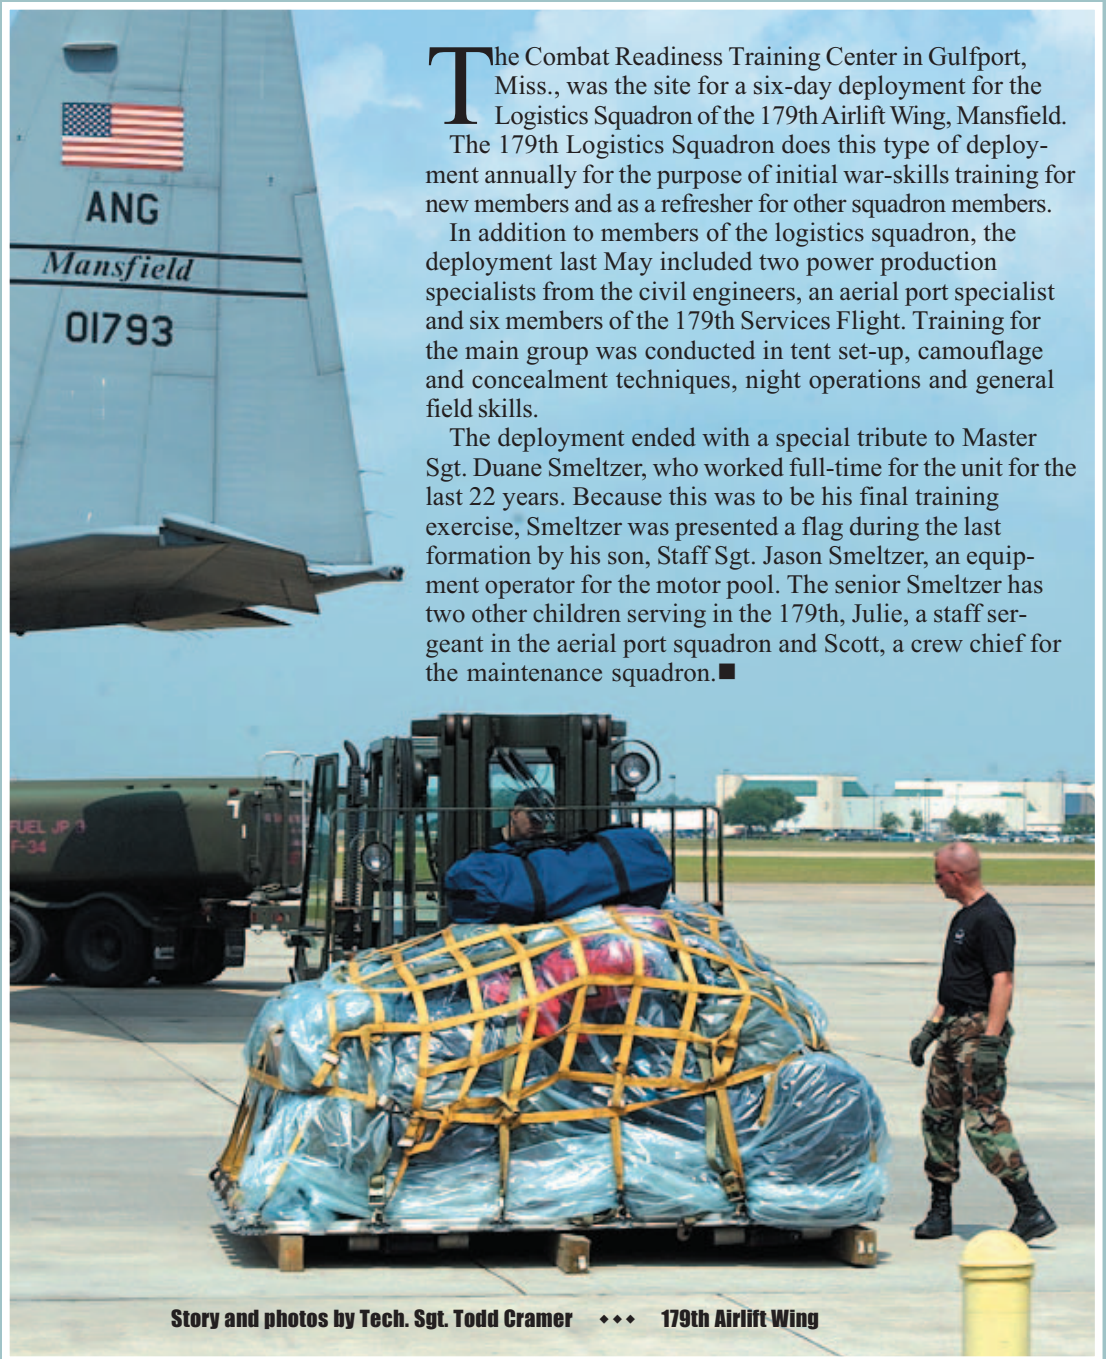 The Combat Readiness Training Center in Gulfport,
Miss., was the site for a six-day deployment for the
Logistics Squadron of the 179th Airlift Wing, Mansfield.
The 179th Logistics Squadron does this type of deploy-
ment annually for the purpose of initial war-skills training for
new members and as a refresher for other squadron members.
In addition to members of the logistics squadron, the
deployment last May included two power production
specialists from the civil engineers, an aerial port specialist
and six members of the 179th Services Flight. Training for
the main group was conducted in tent set-up, camouflage
and concealment techniques, night operations and general
field skills.
The deployment ended with a special tribute to Master
Sgt. Duane Smeltzer, who worked full-time for the unit for the
last 22 years. Because this was to be his final training
exercise, Smeltzer was presented a flag during the last
formation by his son, Staff Sgt. Jason Smeltzer, an equip-
ment operator for the motor pool. The senior Smeltzer has
two other children serving in the 179th, Julie, a staff ser-
geant in the aerial port squadron and Scott, a crew chief for
the maintenance squadron.■
ANG
Mansfield
01793
FUEL JP 8
F-34
Story and photos by Tech. Sgt. Todd Cramer ◆◆◆ 179th Airlift Wing